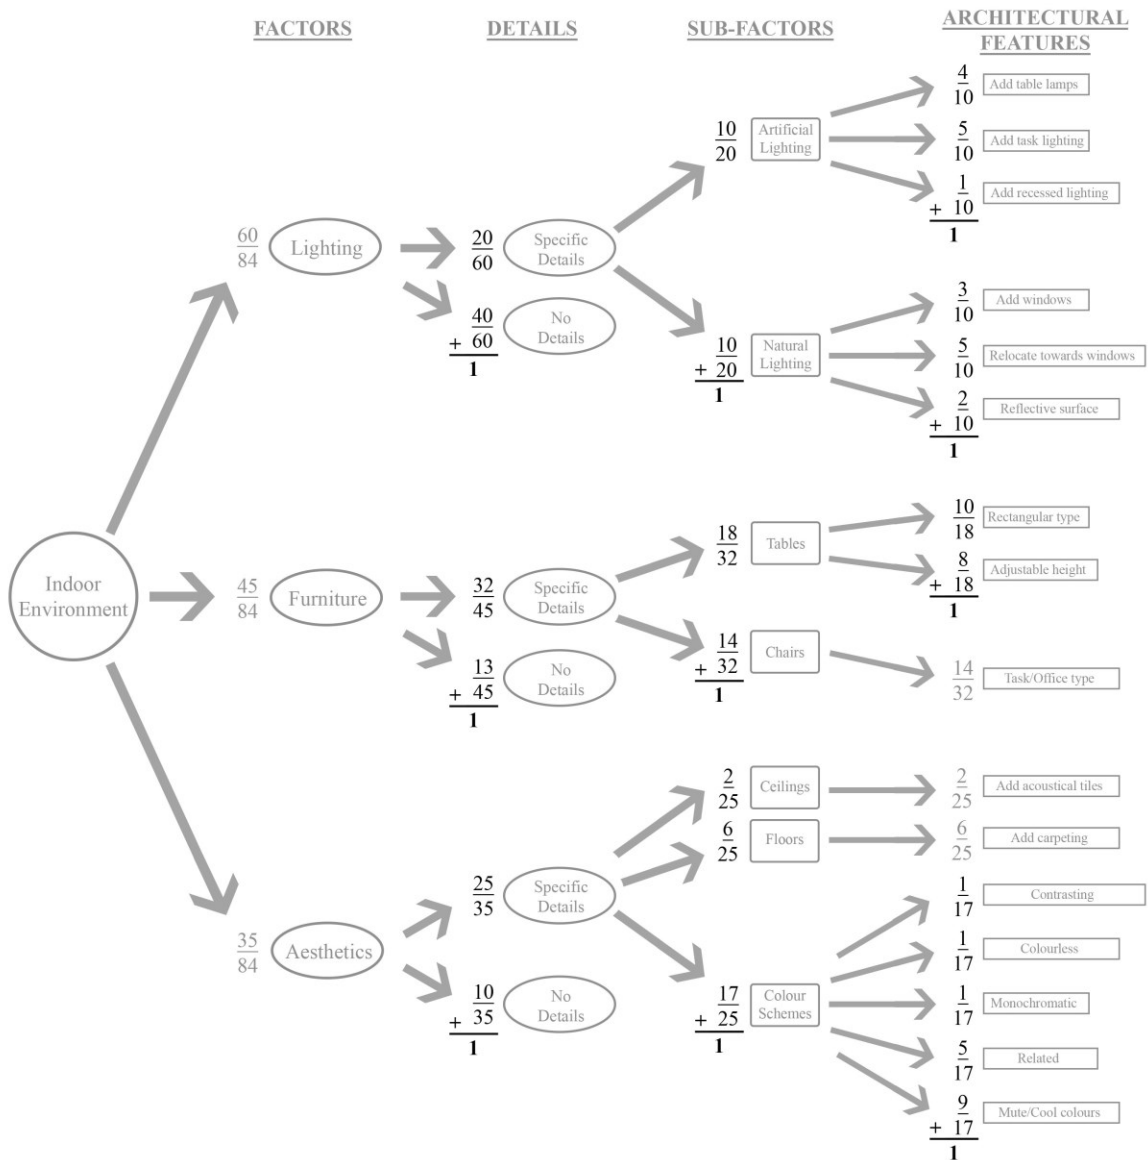 FACTORS
DETAILS
SUB-FACTORS
ARCHITECTURAL
FEATURES
Indoor
Environment
60
84
Lighting
20
60
Specific
Details
40
+ 60
1
No
Details
10
20
Artificial
Lighting
4
10
Add table lamps
5
10
Add task lighting
1
+ 10
1
Add recessed lighting
10
+ 20
1
Natural
Lighting
3
10
Add windows
5
10
Relocate towards windows
2
+ 10
1
Reflective surface
45
84
Furniture
32
45
Specific
Details
13
+ 45
1
No
Details
18
32
Tables
10
18
Rectangular type
8
+ 18
1
Adjustable height
14
+ 32
1
Chairs
14
32
Task/Office type
35
84
Aesthetics
25
35
Specific
Details
10
+ 35
1
No
Details
2
25
Ceilings
2
25
Add acoustical tiles
6
25
Floors
6
25
Add carpeting
17
+ 25
1
Colour
Schemes
1
17
Contrasting
1
17
Colourless
1
17
Monochromatic
5
17
Related
9
+ 17
1
Mute/Cool colours